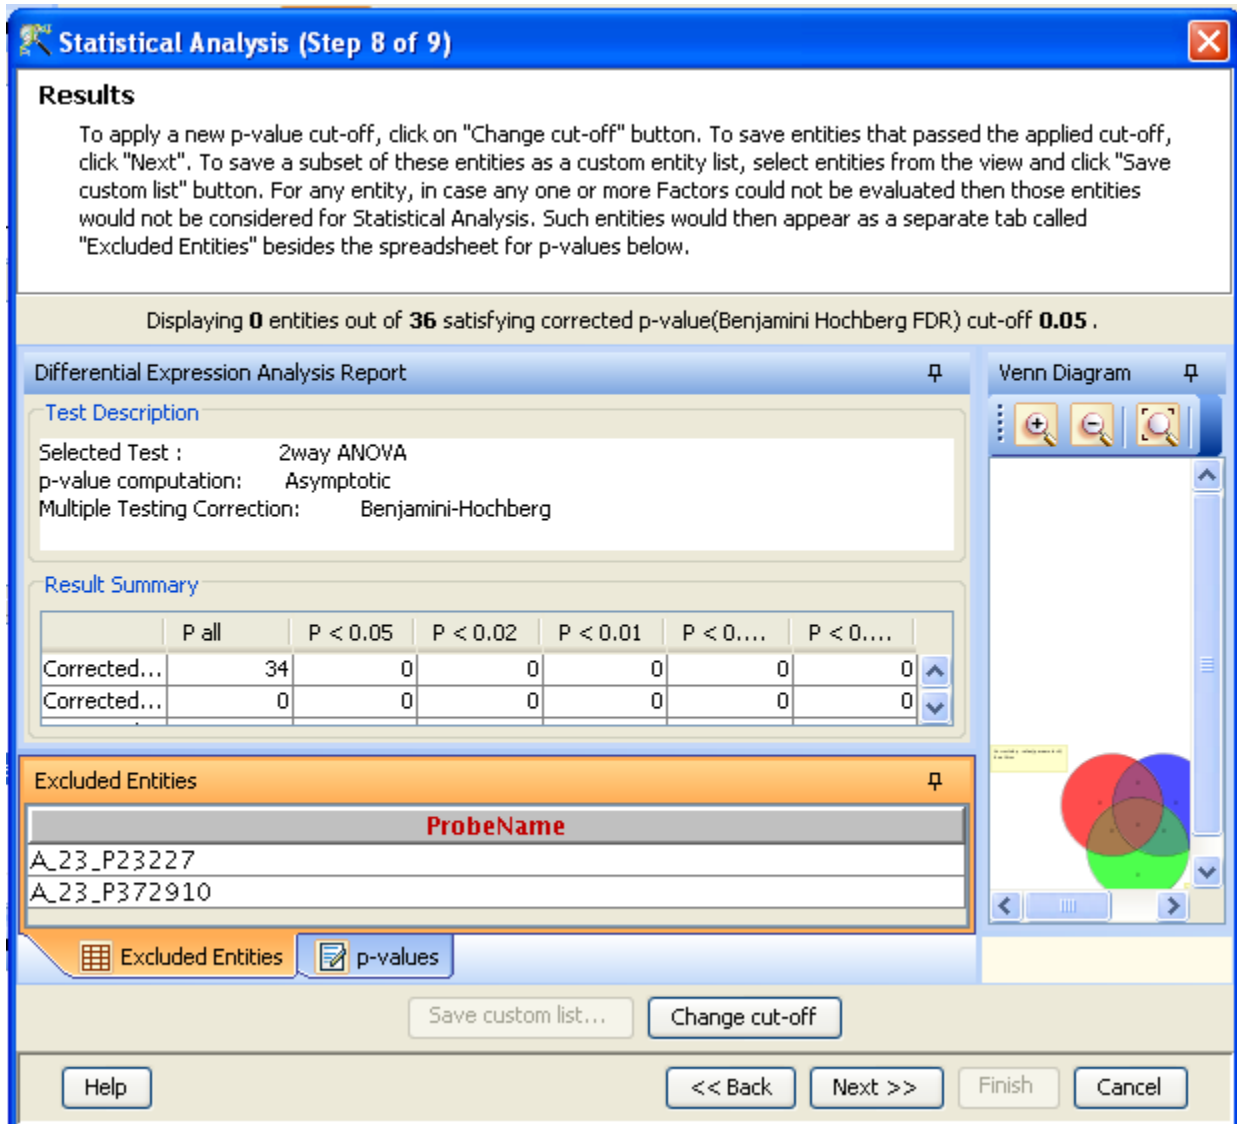 Statistical Analysis (Step 8 of 9)
Results
To apply a new p-value cut-off, click on "Change cut-off" button. To save entities that passed the applied cut-off,
click "Next". To save a subset of these entities as a custom entity list, select entities from the view and click "Save
custom list" button. For any entity, in case any one or more Factors could not be evaluated then those entities
would not be considered for Statistical Analysis. Such entities would then appear as a separate tab called
"Excluded Entities" besides the spreadsheet for p-values below.
Displaying 0 entities out of 36 satisfying corrected p-value(Benjamini Hochberg FDR) cut-off 0.05 .
Differential Expression Analysis Report
Test Description
Selected Test : 2way ANOVA
p-value computation: Asymptotic
Multiple Testing Correction: Benjamini-Hochberg
Result Summary
P all P < 0.05 P < 0.02 P < 0.01 P < 0.... P < 0....
Corrected... 34 0 0 0 0 0
Corrected... 0 0 0 0 0 0
Venn Diagram
Excluded Entities
ProbeName
A_23_P23227
A_23_P372910
Excluded Entities p-values
Save custom list... Change cut-off
Help << Back Next >> Finish Cancel